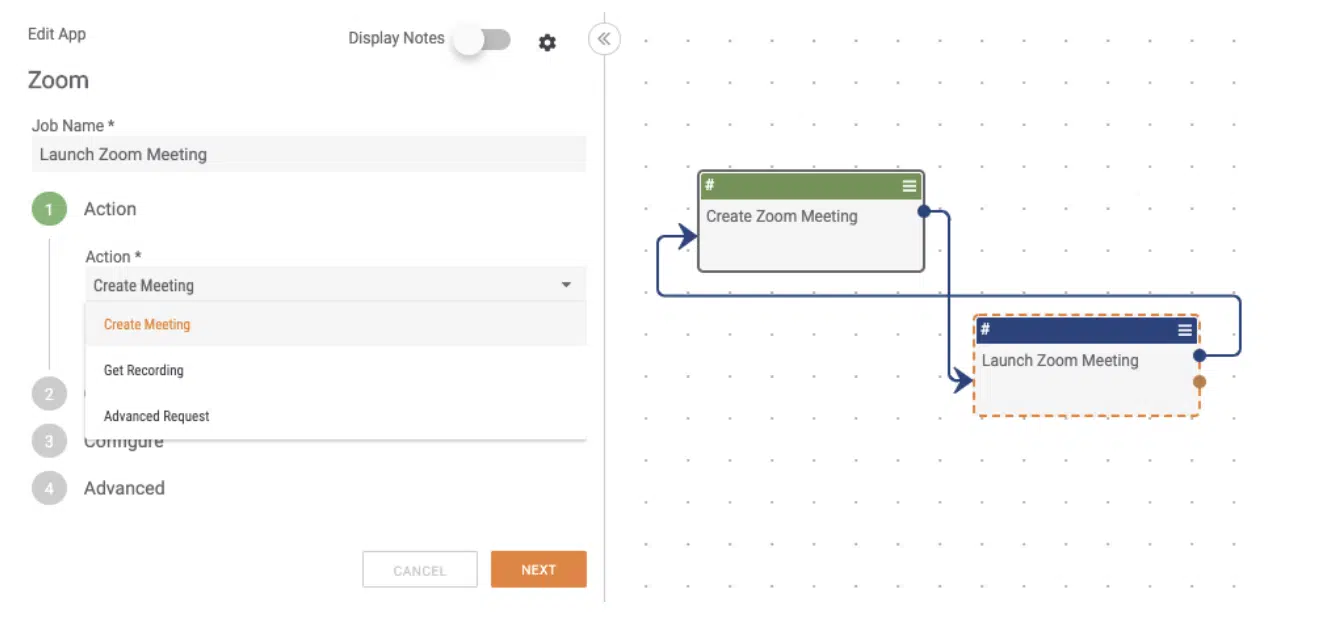 Edit App
Display Notes
Zoom
Job Name *
Launch Zoom Meeting
1 Action
Action *
Create Meeting
Create Meeting
Get Recording
Advanced Request
2
3 Configure
4 Advanced
CANCEL
NEXT
#
Create Zoom Meeting
#
Launch Zoom Meeting